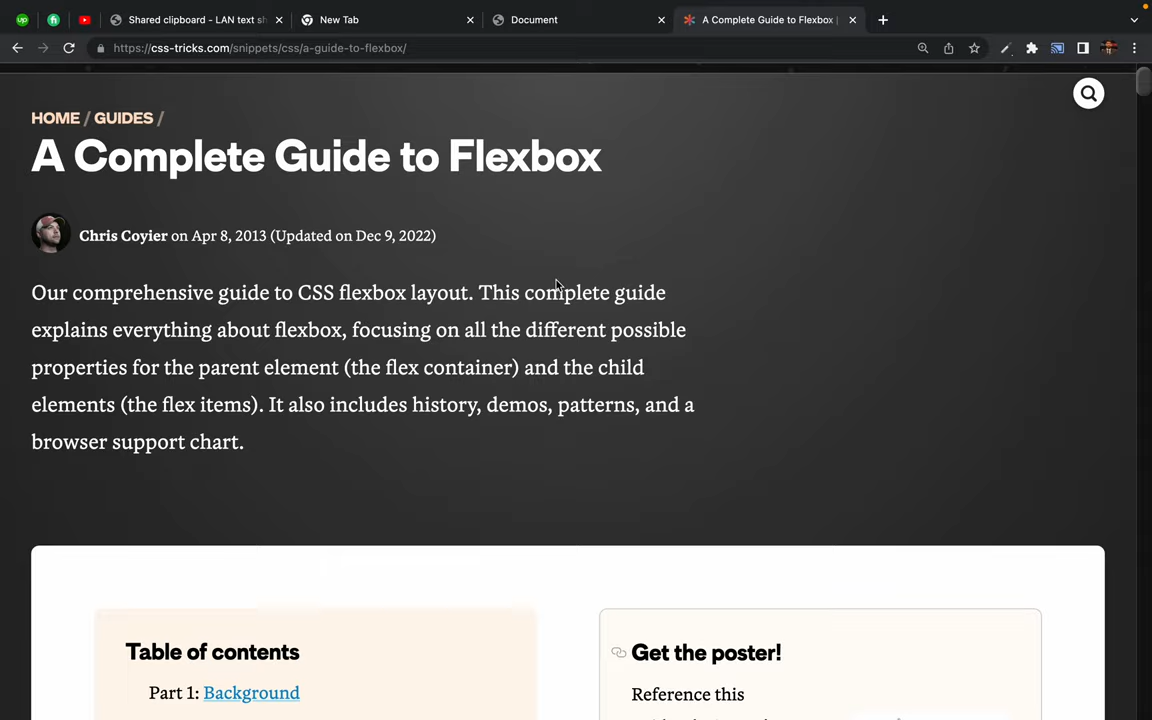 up
fi
Shared clipboard - LAN text sh
New Tab
Document
A Complete Guide to Flexbox |
https://css-tricks.com/snippets/css/a-guide-to-flexbox/
HOME / GUIDES /
A Complete Guide to Flexbox
Chris Coyier on Apr 8, 2013 (Updated on Dec 9, 2022)
Our comprehensive guide to CSS flexbox layout. This complete guide
explains everything about flexbox, focusing on all the different possible
properties for the parent element (the flex container) and the child
elements (the flex items). It also includes history, demos, patterns, and a
browser support chart.
Table of contents
Part 1: Background
Get the poster!
Reference this